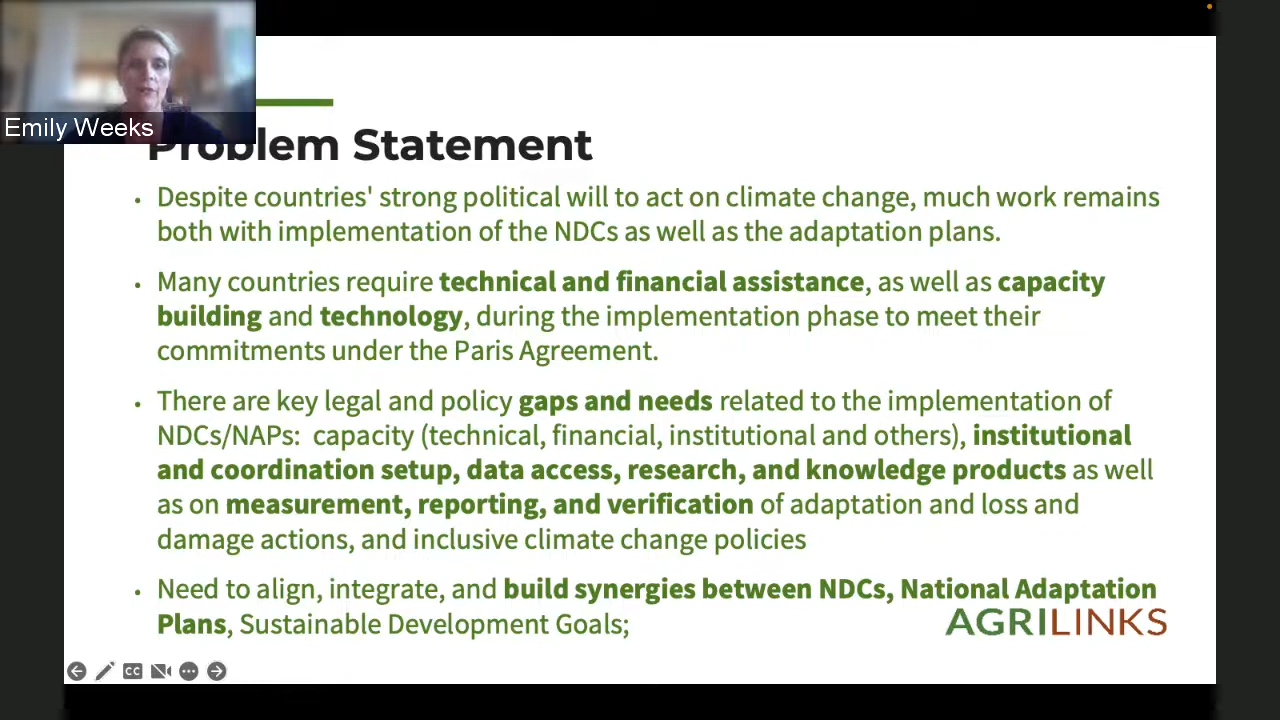 Emily Weeks
Problem Statement
• Despite countries' strong political will to act on climate change, much work remains
both with implementation of the NDCs as well as the adaptation plans.
• Many countries require technical and financial assistance, as well as capacity
building and technology, during the implementation phase to meet their
commitments under the Paris Agreement.
• There are key legal and policy gaps and needs related to the implementation of
NDCs/NAPs:  capacity (technical, financial, institutional and others), institutional
and coordination setup, data access, research, and knowledge products as well
as on measurement, reporting, and verification of adaptation and loss and
damage actions, and inclusive climate change policies
• Need to align, integrate, and build synergies between NDCs, National Adaptation
Plans, Sustainable Development Goals;
AGRILINKS
CC